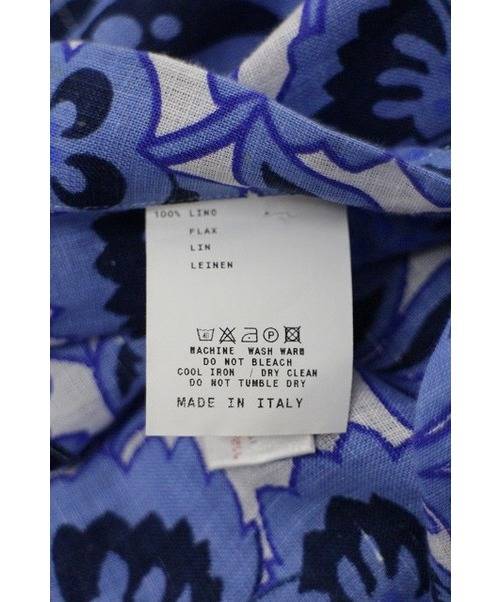 100% LINO
FLAX
LIN
LEINEN
P
MACHINE WASH WARM
DO NOT BLEACH
COOL IRON / DRY CLEAN
DO NOT TUMBLE DRY
MADE IN ITALY